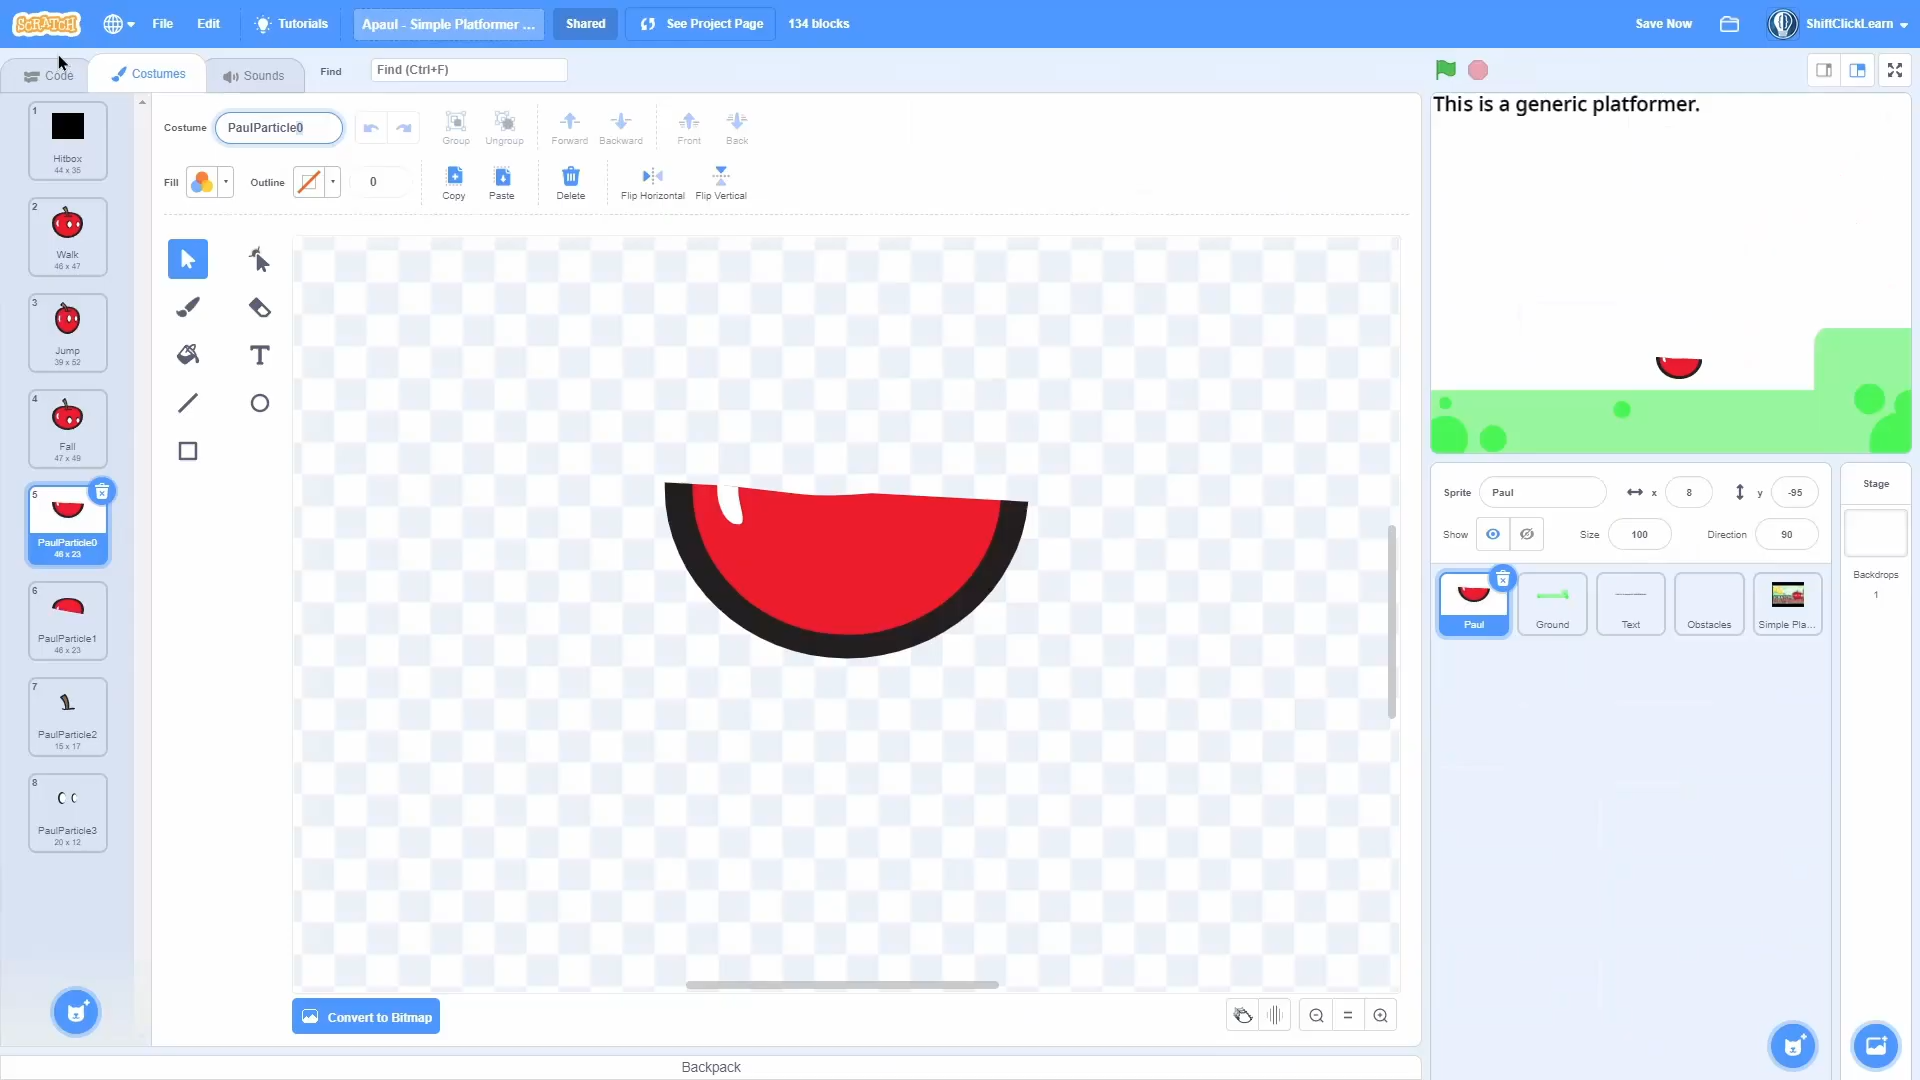 SCRATCH
File
Edit
Tutorials
Apaul - Simple Platformer ...
Shared
See Project Page
134 blocks
Save Now
ShiftClickLearn
Code
Costumes
Sounds
Find
Find (Ctrl+F)
1
Hitbox
44 x 35
2
Walk
46 x 47
3
Jump
39 x 52
4
Fall
47 x 49
5
PaulParticle0
46 x 23
6
PaulParticle1
46 x 23
7
PaulParticle2
15 x 17
8
PaulParticle3
20 x 12
Costume
PaulParticle0
Group
Ungroup
Forward
Backward
Front
Back
Fill
Outline
0
Copy
Paste
Delete
Flip Horizontal
Flip Vertical
T
Convert to Bitmap
Backpack
This is a generic platformer.
Sprite
Paul
x
8
y
-95
Show
Size
100
Direction
90
Paul
Ground
Text
Obstacles
Simple Pla...
Stage
Backdrops
1